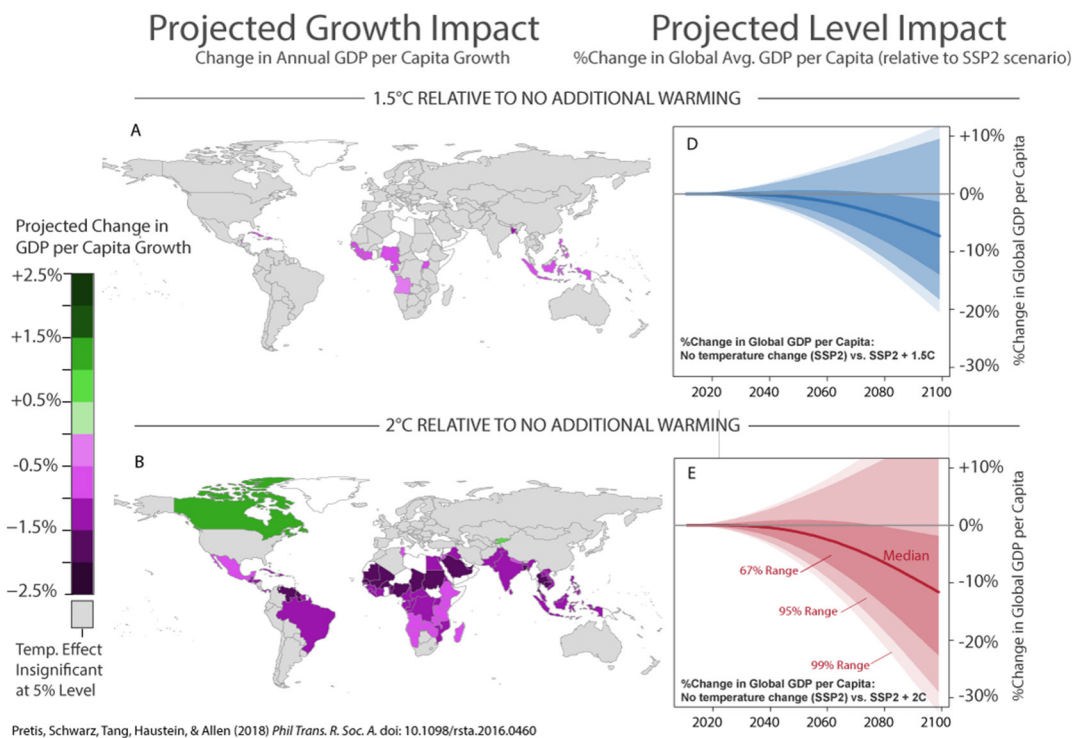 Projected Growth Impact
Change in Annual GDP per Capita Growth
Projected Level Impact
%Change in Global Avg. GDP per Capita (relative to SSP2 scenario)
1.5°C RELATIVE TO NO ADDITIONAL WARMING
A
Projected Change in
GDP per Capita Growth
+2.5%
+1.5%
+0.5%
-0.5%
−1.5%
−2.5%
Temp. Effect
Insignificant
at 5% Level
D
+10%
0%
-10%
-20%
-30%
%Change in Global GDP per Capita
%Change in Global GDP per Capita:
No temperature change (SSP2) vs. SSP2 + 1.5C
2020 2040 2060 2080 2100
2°C RELATIVE TO NO ADDITIONAL WARMING
B
E
+10%
0%
-10%
-20%
-30%
%Change in Global GDP per Capita
Median
67% Range
95% Range
99% Range
%Change in Global GDP per Capita:
No temperature change (SSP2) vs. SSP2 + 2C
2020 2040 2060 2080 2100
Pretis, Schwarz, Tang, Haustein, & Allen (2018) Phil Trans. R. Soc. A. doi: 10.1098/rsta.2016.0460